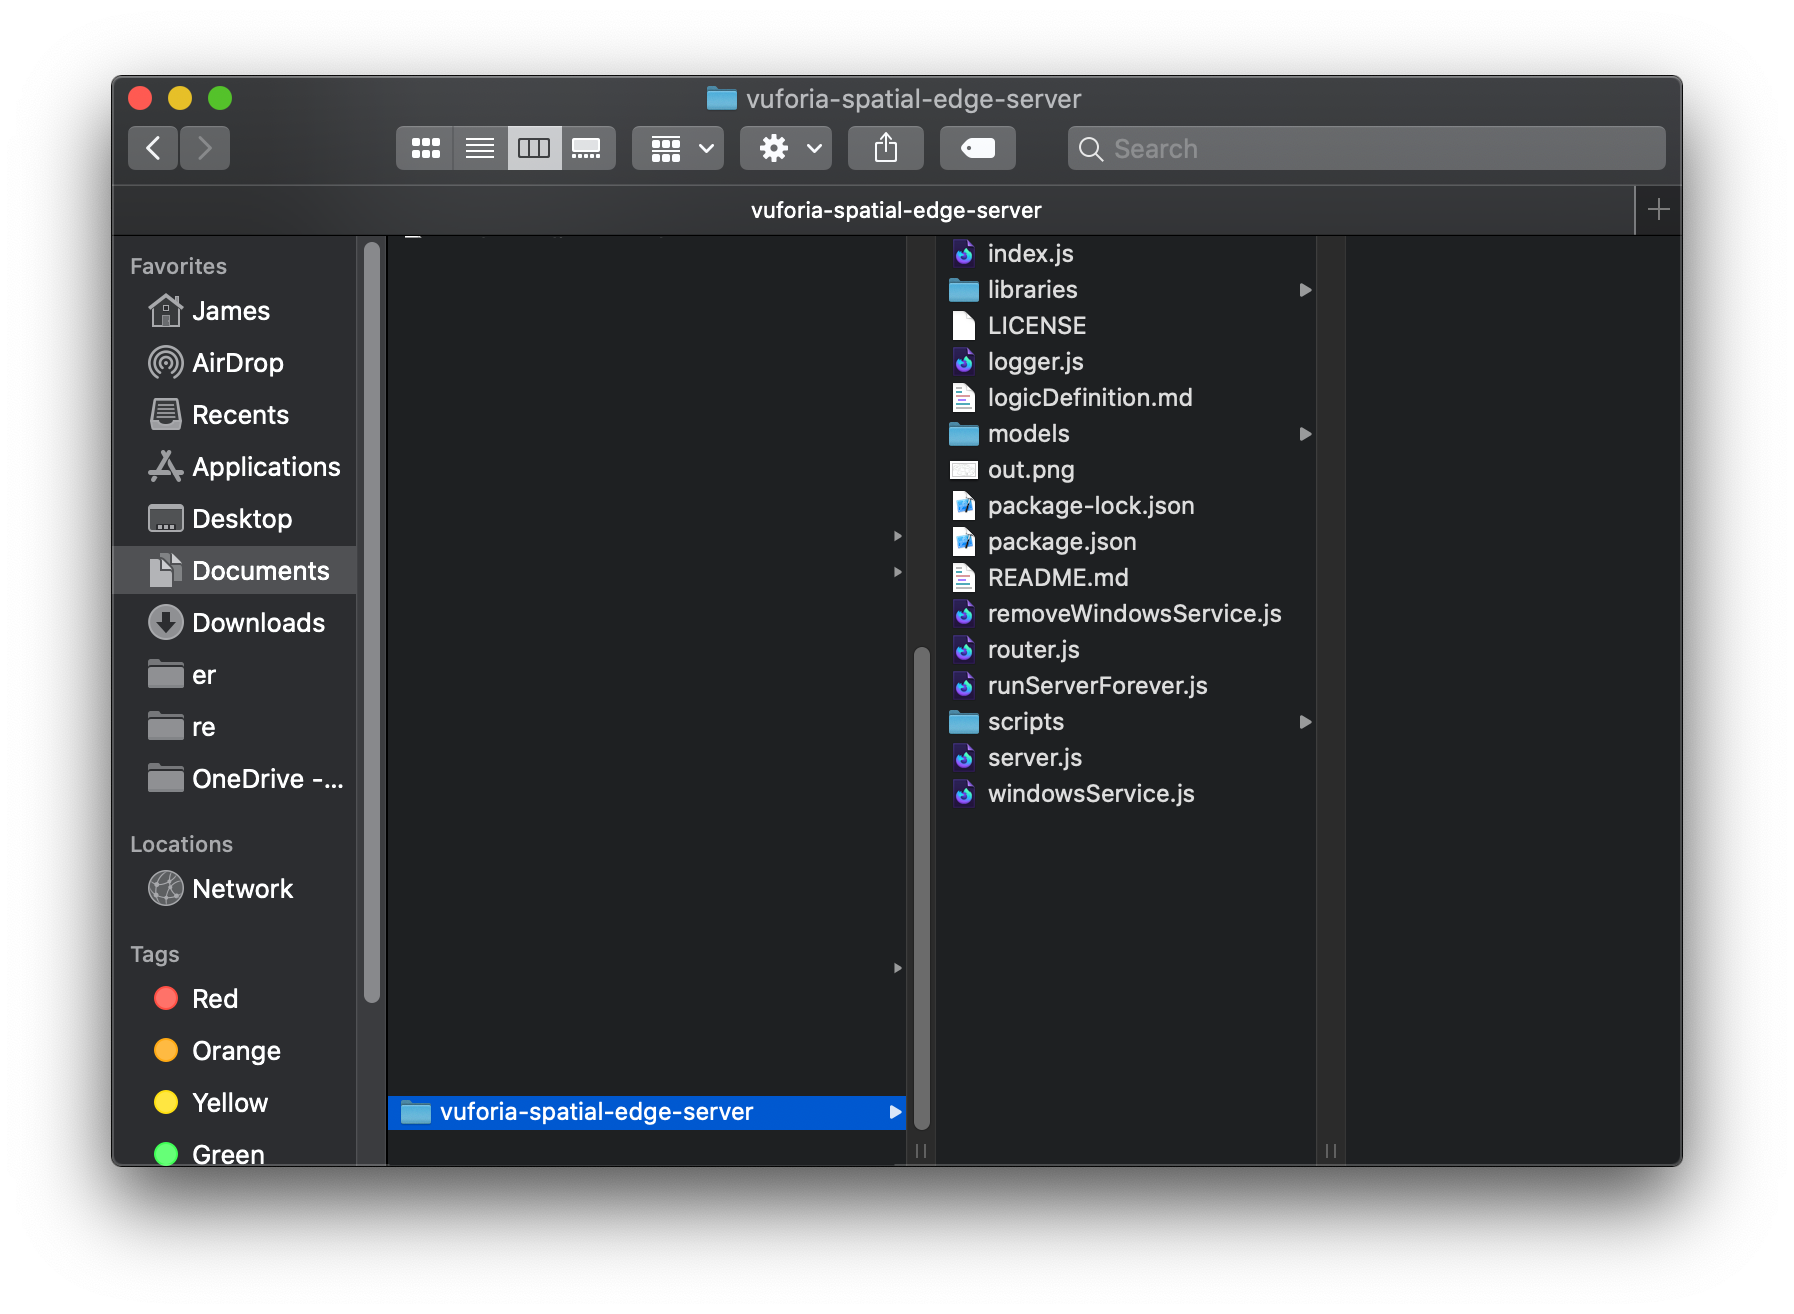 vuforia-spatial-edge-server
Search
vuforia-spatial-edge-server
Favorites
James
AirDrop
Recents
Applications
Desktop
Documents
Downloads
er
re
OneDrive -...
Locations
Network
Tags
Red
Orange
Yellow
Green
vuforia-spatial-edge-server
index.js
libraries
LICENSE
logger.js
logicDefinition.md
models
out.png
package-lock.json
package.json
README.md
removeWindowsService.js
router.js
runServerForever.js
scripts
server.js
windowsService.js